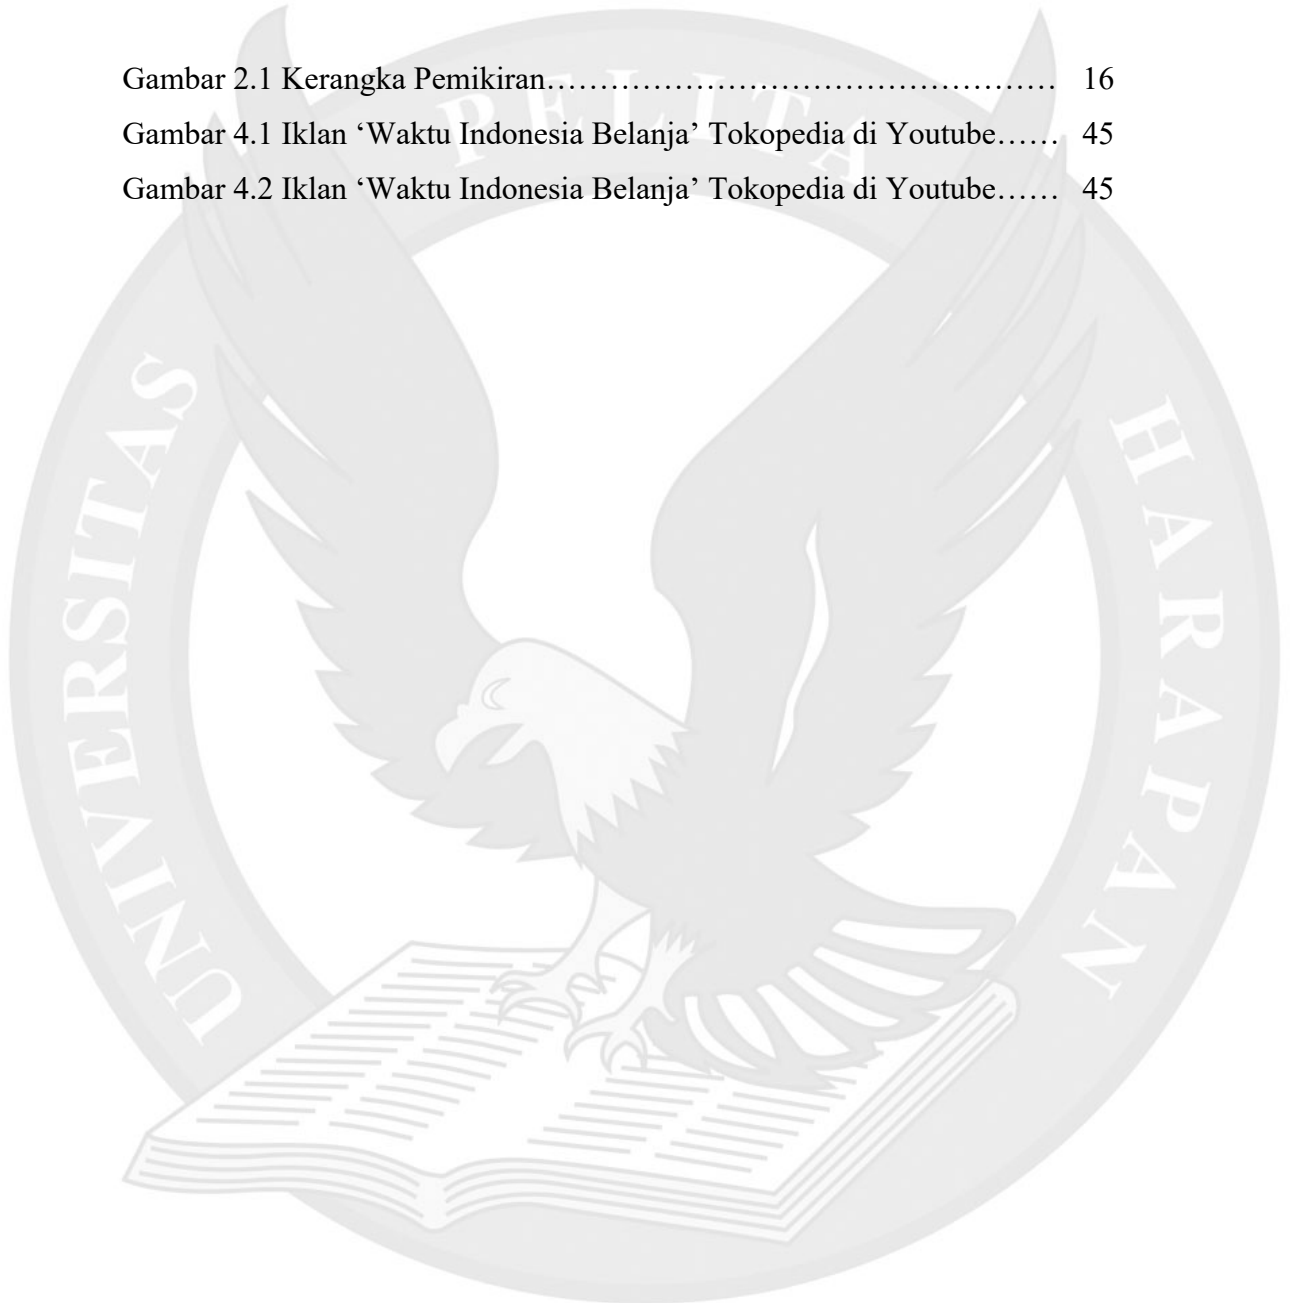 Gambar 2.1 Kerangka Pemikiran………………………………………… 16
Gambar 4.1 Iklan ‘Waktu Indonesia Belanja’ Tokopedia di Youtube…… 45
Gambar 4.2 Iklan ‘Waktu Indonesia Belanja’ Tokopedia di Youtube…… 45
UNIVERSITAS PELITA HARAPAN